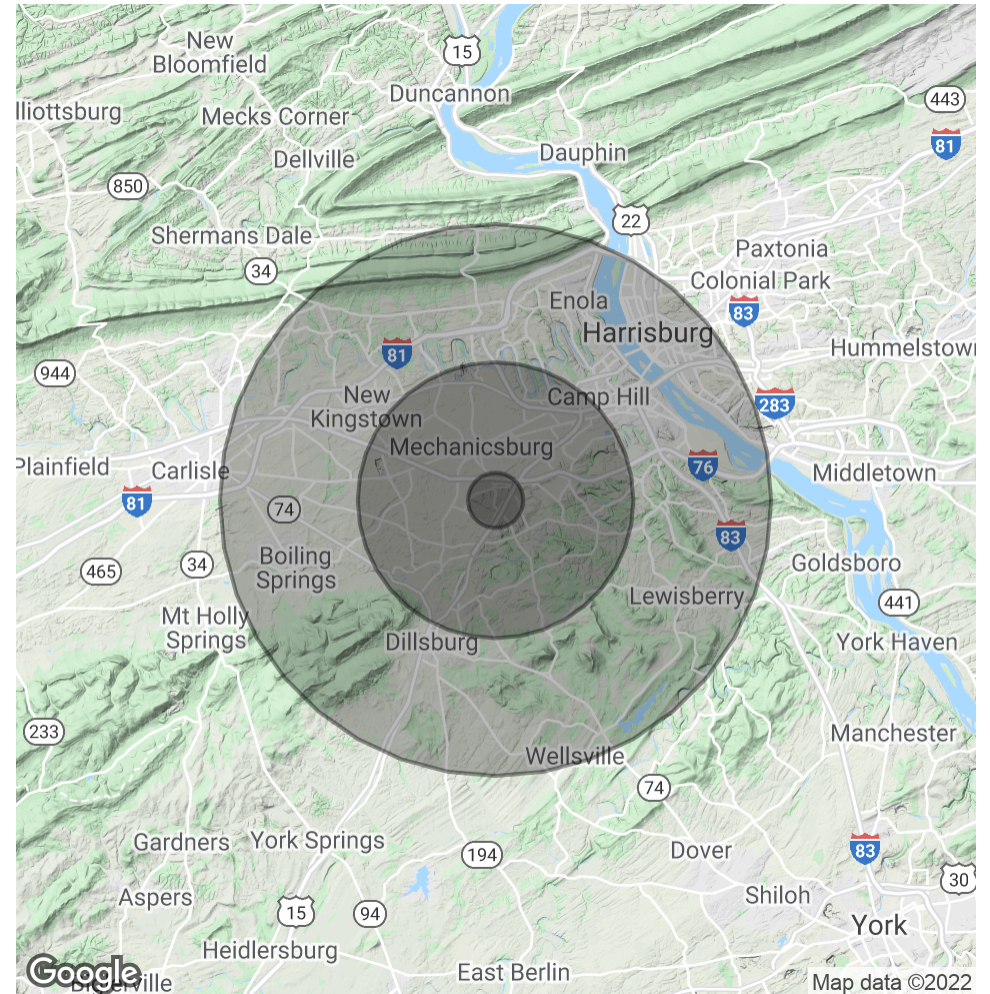 New
Bloomfield
15
Duncannon
443
lliottsburg
Mecks Corner
81
Dauphin
Dellville
850
22
Shermans Dale
Paxtonia
34
Colonial Park
Enola
83
Harrisburg
81
Hummelstown
944
New
Kingstown
Camp Hill
283
Mechanicsburg
Plainfield
Carlisle
76
Middletown
81
74
83
Boiling
Springs
465
34
Goldsboro
Lewisberry
441
Mt Holly
Springs
Dillsburg
York Haven
233
Manchester
Wellsville
74
Gardners
York Springs
194
Dover
83
30
Aspers
Shiloh
15
94
York
Heidlersburg
Google
East Berlin
Map data ©2022